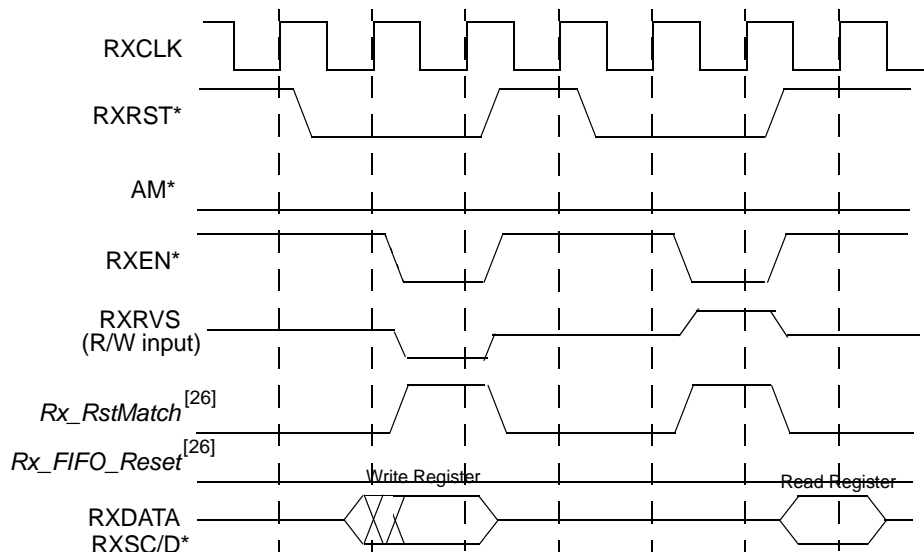 RXCLK
RXRST*
AM*
RXEN*
RXRVS
(R/W input)
Rx_RstMatch[26]
Rx_FIFO_Reset[26]
Write Register
Read Register
RXDATA
RXSC/D*